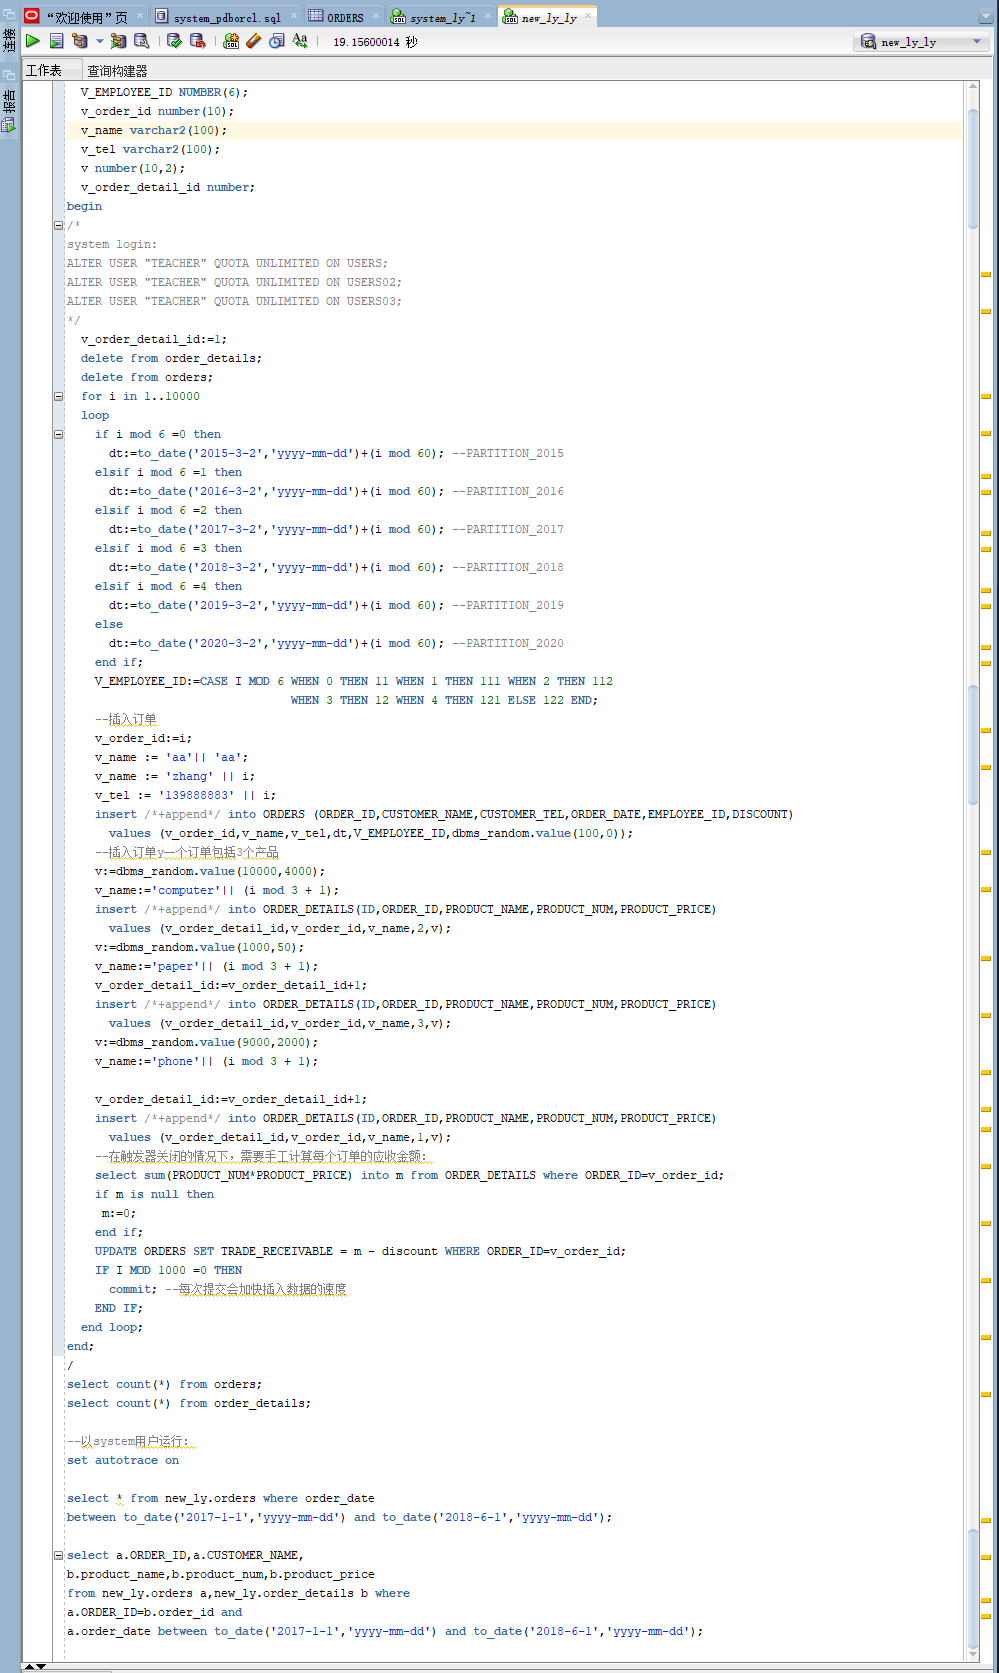 “欢迎使用”页 system_pdborcl.sql ORDERS system_ly~1 new_ly_ly
连接
19.15600014 秒 new_ly_ly
工作表 查询构建器
报告
V_EMPLOYEE_ID NUMBER(6);
v_order_id number(10);
v_name varchar2(100);
v_tel varchar2(100);
v number(10,2);
v_order_detail_id number;
begin
/*
system login:
ALTER USER "TEACHER" QUOTA UNLIMITED ON USERS;
ALTER USER "TEACHER" QUOTA UNLIMITED ON USERS02;
ALTER USER "TEACHER" QUOTA UNLIMITED ON USERS03;
*/
v_order_detail_id:=1;
delete from order_details;
delete from orders;
for i in 1..10000
loop
if i mod 6 =0 then
dt:=to_date('2015-3-2','yyyy-mm-dd')+(i mod 60); --PARTITION_2015
elsif i mod 6 =1 then
dt:=to_date('2016-3-2','yyyy-mm-dd')+(i mod 60); --PARTITION_2016
elsif i mod 6 =2 then
dt:=to_date('2017-3-2','yyyy-mm-dd')+(i mod 60); --PARTITION_2017
elsif i mod 6 =3 then
dt:=to_date('2018-3-2','yyyy-mm-dd')+(i mod 60); --PARTITION_2018
elsif i mod 6 =4 then
dt:=to_date('2019-3-2','yyyy-mm-dd')+(i mod 60); --PARTITION_2019
else
dt:=to_date('2020-3-2','yyyy-mm-dd')+(i mod 60); --PARTITION_2020
end if;
V_EMPLOYEE_ID:=CASE I MOD 6 WHEN 0 THEN 11 WHEN 1 THEN 111 WHEN 2 THEN 112
WHEN 3 THEN 12 WHEN 4 THEN 121 ELSE 122 END;
--插入订单
v_order_id:=i;
v_name := 'aa'|| 'aa';
v_name := 'zhang' || i;
v_tel := '139888883' || i;
insert /*+append*/ into ORDERS (ORDER_ID,CUSTOMER_NAME,CUSTOMER_TEL,ORDER_DATE,EMPLOYEE_ID,DISCOUNT)
values (v_order_id,v_name,v_tel,dt,V_EMPLOYEE_ID,dbms_random.value(100,0));
--插入订单y一个订单包括3个产品
v:=dbms_random.value(10000,4000);
v_name:='computer'|| (i mod 3 + 1);
insert /*+append*/ into ORDER_DETAILS(ID,ORDER_ID,PRODUCT_NAME,PRODUCT_NUM,PRODUCT_PRICE)
values (v_order_detail_id,v_order_id,v_name,2,v);
v:=dbms_random.value(1000,50);
v_name:='paper'|| (i mod 3 + 1);
v_order_detail_id:=v_order_detail_id+1;
insert /*+append*/ into ORDER_DETAILS(ID,ORDER_ID,PRODUCT_NAME,PRODUCT_NUM,PRODUCT_PRICE)
values (v_order_detail_id,v_order_id,v_name,3,v);
v:=dbms_random.value(9000,2000);
v_name:='phone'|| (i mod 3 + 1);
v_order_detail_id:=v_order_detail_id+1;
insert /*+append*/ into ORDER_DETAILS(ID,ORDER_ID,PRODUCT_NAME,PRODUCT_NUM,PRODUCT_PRICE)
values (v_order_detail_id,v_order_id,v_name,1,v);
--在触发器关闭的情况下，需要手工计算每个订单的应收金额：
select sum(PRODUCT_NUM*PRODUCT_PRICE) into m from ORDER_DETAILS where ORDER_ID=v_order_id;
if m is null then
m:=0;
end if;
UPDATE ORDERS SET TRADE_RECEIVABLE = m - discount WHERE ORDER_ID=v_order_id;
IF I MOD 1000 =0 THEN
commit; --每次提交会加快插入数据的速度
END IF;
end loop;
end;
/
select count(*) from orders;
select count(*) from order_details;
--以system用户运行：
set autotrace on
select * from new_ly.orders where order_date
between to_date('2017-1-1','yyyy-mm-dd') and to_date('2018-6-1','yyyy-mm-dd');
select a.ORDER_ID,a.CUSTOMER_NAME,
b.product_name,b.product_num,b.product_price
from new_ly.orders a,new_ly.order_details b where
a.ORDER_ID=b.order_id and
a.order_date between to_date('2017-1-1','yyyy-mm-dd') and to_date('2018-6-1','yyyy-mm-dd');